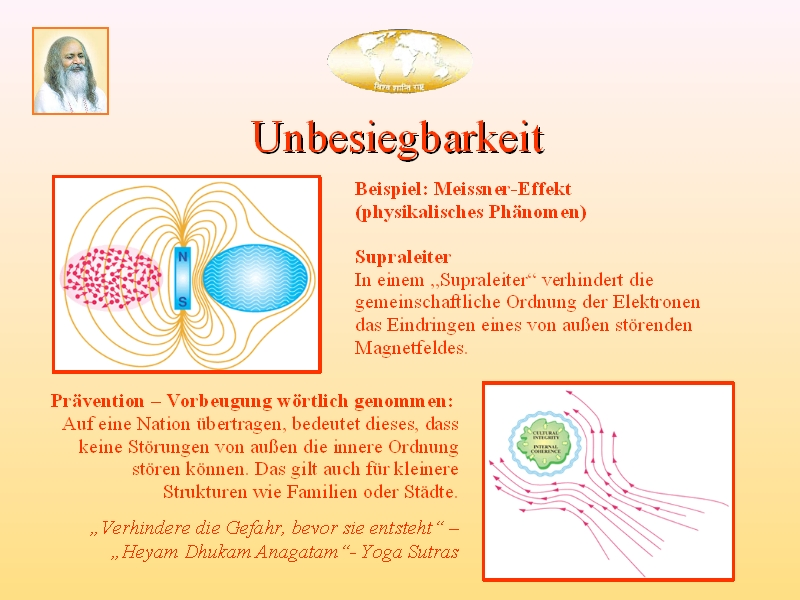 विश्व शान्ति राष्ट्र
Unbesiegbarkeit
Beispiel: Meissner-Effekt
(physikalisches Phänomen)
Supraleiter
In einem „Supraleiter“ verhindert die
gemeinschaftliche Ordnung der Elektronen
das Eindringen eines von außen störenden
Magnetfeldes.
N
S
Prävention – Vorbeugung wörtlich genommen:
Auf eine Nation übertragen, bedeutet dieses, dass
keine Störungen von außen die innere Ordnung
stören können. Das gilt auch für kleinere
Strukturen wie Familien oder Städte.
„Verhindere die Gefahr, bevor sie entsteht“ –
„Heyam Dhukam Anagatam“- Yoga Sutras
CULTURAL
INTEGRITY
INTERNAL
COHERENCE